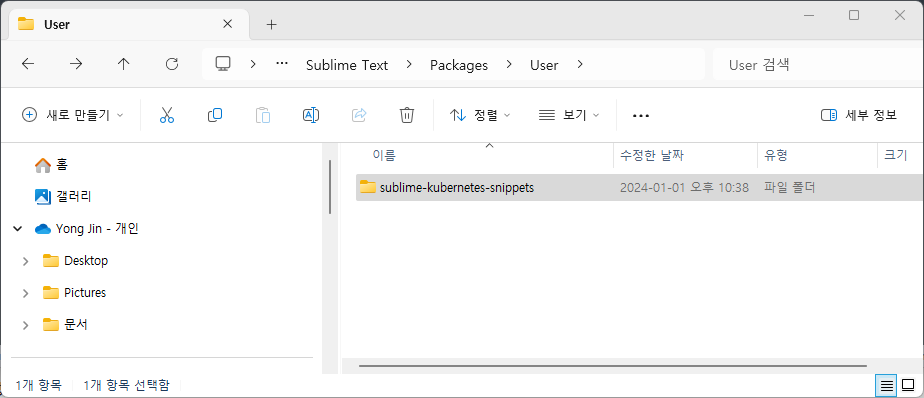 User
Sublime Text > Packages > User >
User 검색
새로 만들기
정렬
보기
세부 정보
홈
갤러리
Yong Jin - 개인
Desktop
Pictures
문서
이름 수정한 날짜 유형 크기
sublime-kubernetes-snippets 2024-01-01 오후 10:38 파일 폴더
1개 항목 1개 항목 선택함